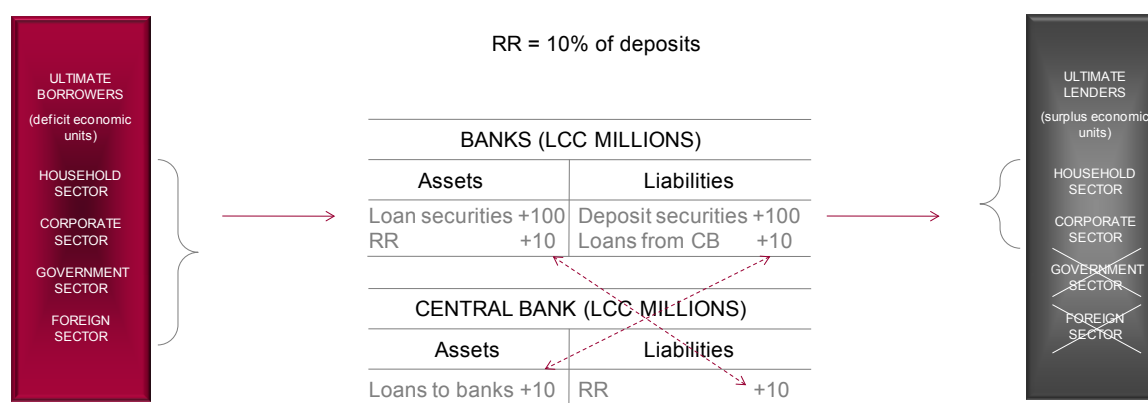 RR = 10% of deposits
ULTIMATE
BORROWERS
(deficit economic
units)
HOUSEHOLD
SECTOR
CORPORATE
SECTOR
GOVERNMENT
SECTOR
FOREIGN
SECTOR
BANKS (LCC MILLIONS)
Assets Liabilities
Loan securities +100 Deposit securities +100
RR +10 Loans from CB +10
CENTRAL BANK (LCC MILLIONS)
Assets Liabilities
Loans to banks +10 RR +10
ULTIMATE
LENDERS
(surplus economic
units)
HOUSEHOLD
SECTOR
CORPORATE
SECTOR
GOVERNMENT
SECTOR
FOREIGN
SECTOR